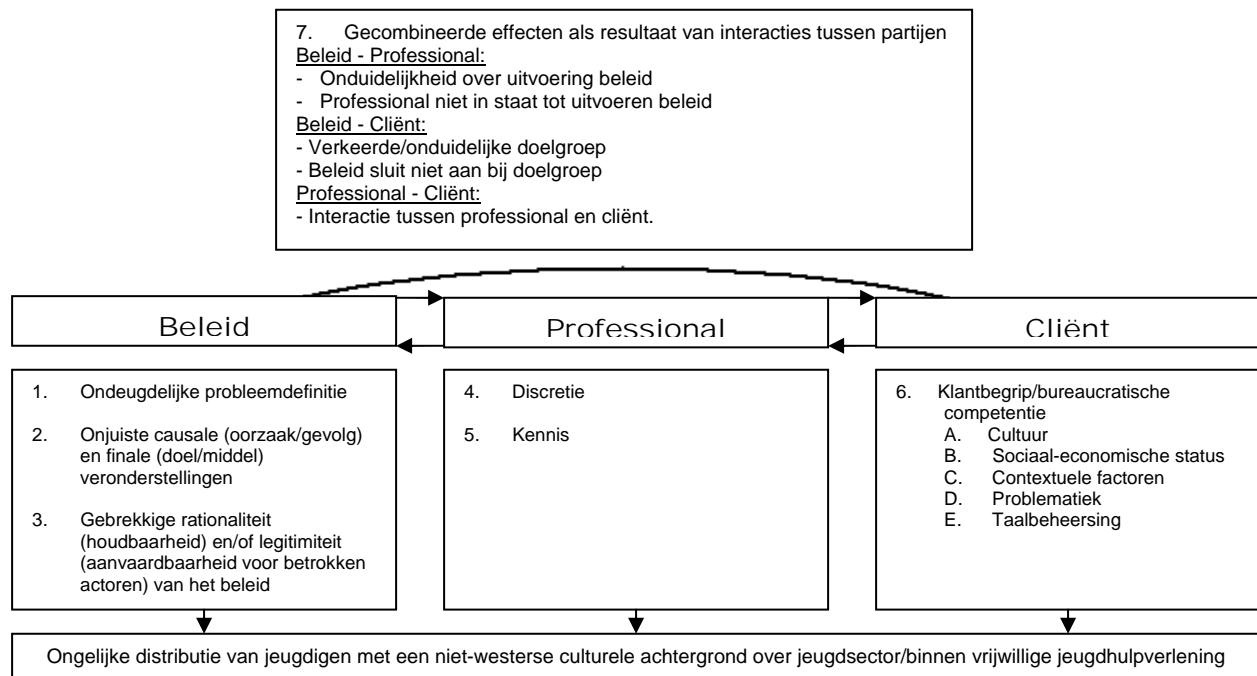 7. Gecombineerde effecten als resultaat van interacties tussen partijen
Beleid - Professional:
- Onduidelijkheid over uitvoering beleid
- Professional niet in staat tot uitvoeren beleid
Beleid - Cliënt:
- Verkeerde/onduidelijke doelgroep
- Beleid sluit niet aan bij doelgroep
Professional - Cliënt:
- Interactie tussen professional en cliënt.
Beleid
Professional
Cliënt
1. Ondeugdelijke probleemdefinitie
2. Onjuiste causale (oorzaak/gevolg)
en finale (doel/middel)
veronderstellingen
3. Gebrekkige rationaliteit
(houdbaarheid) en/of legitimiteit
(aanvaardbaarheid voor betrokken
actoren) van het beleid
4. Discretie
5. Kennis
6. Klantbegrip/bureaucratische
competentie
A. Cultuur
B. Sociaal-economische status
C. Contextuele factoren
D. Problematiek
E. Taalbeheersing
Ongelijke distributie van jeugdigen met een niet-westerse culturele achtergrond over jeugdsector/binnen vrijwillige jeugdhulpverlening